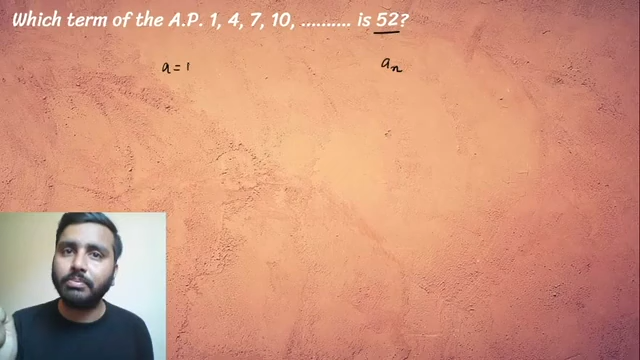 Which term of the A.P. 1, 4, 7, 10, .......... is 52?
a = 1 aₙ